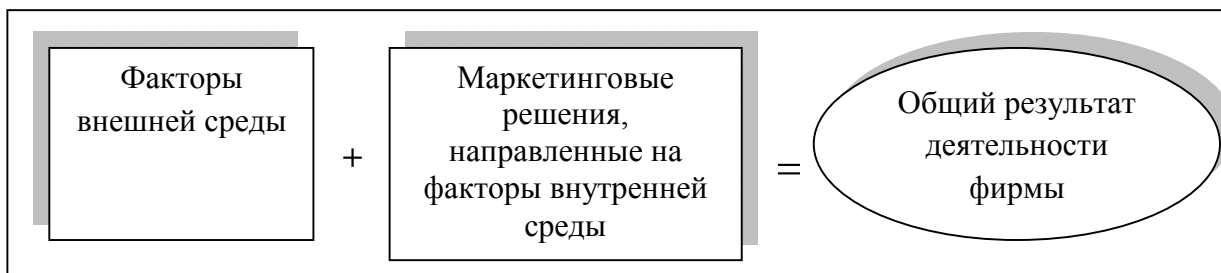 Факторы
внешней среды
+
Маркетинговые
решения,
направленные на
факторы внутренней
среды
=
Общий результат
деятельности
фирмы